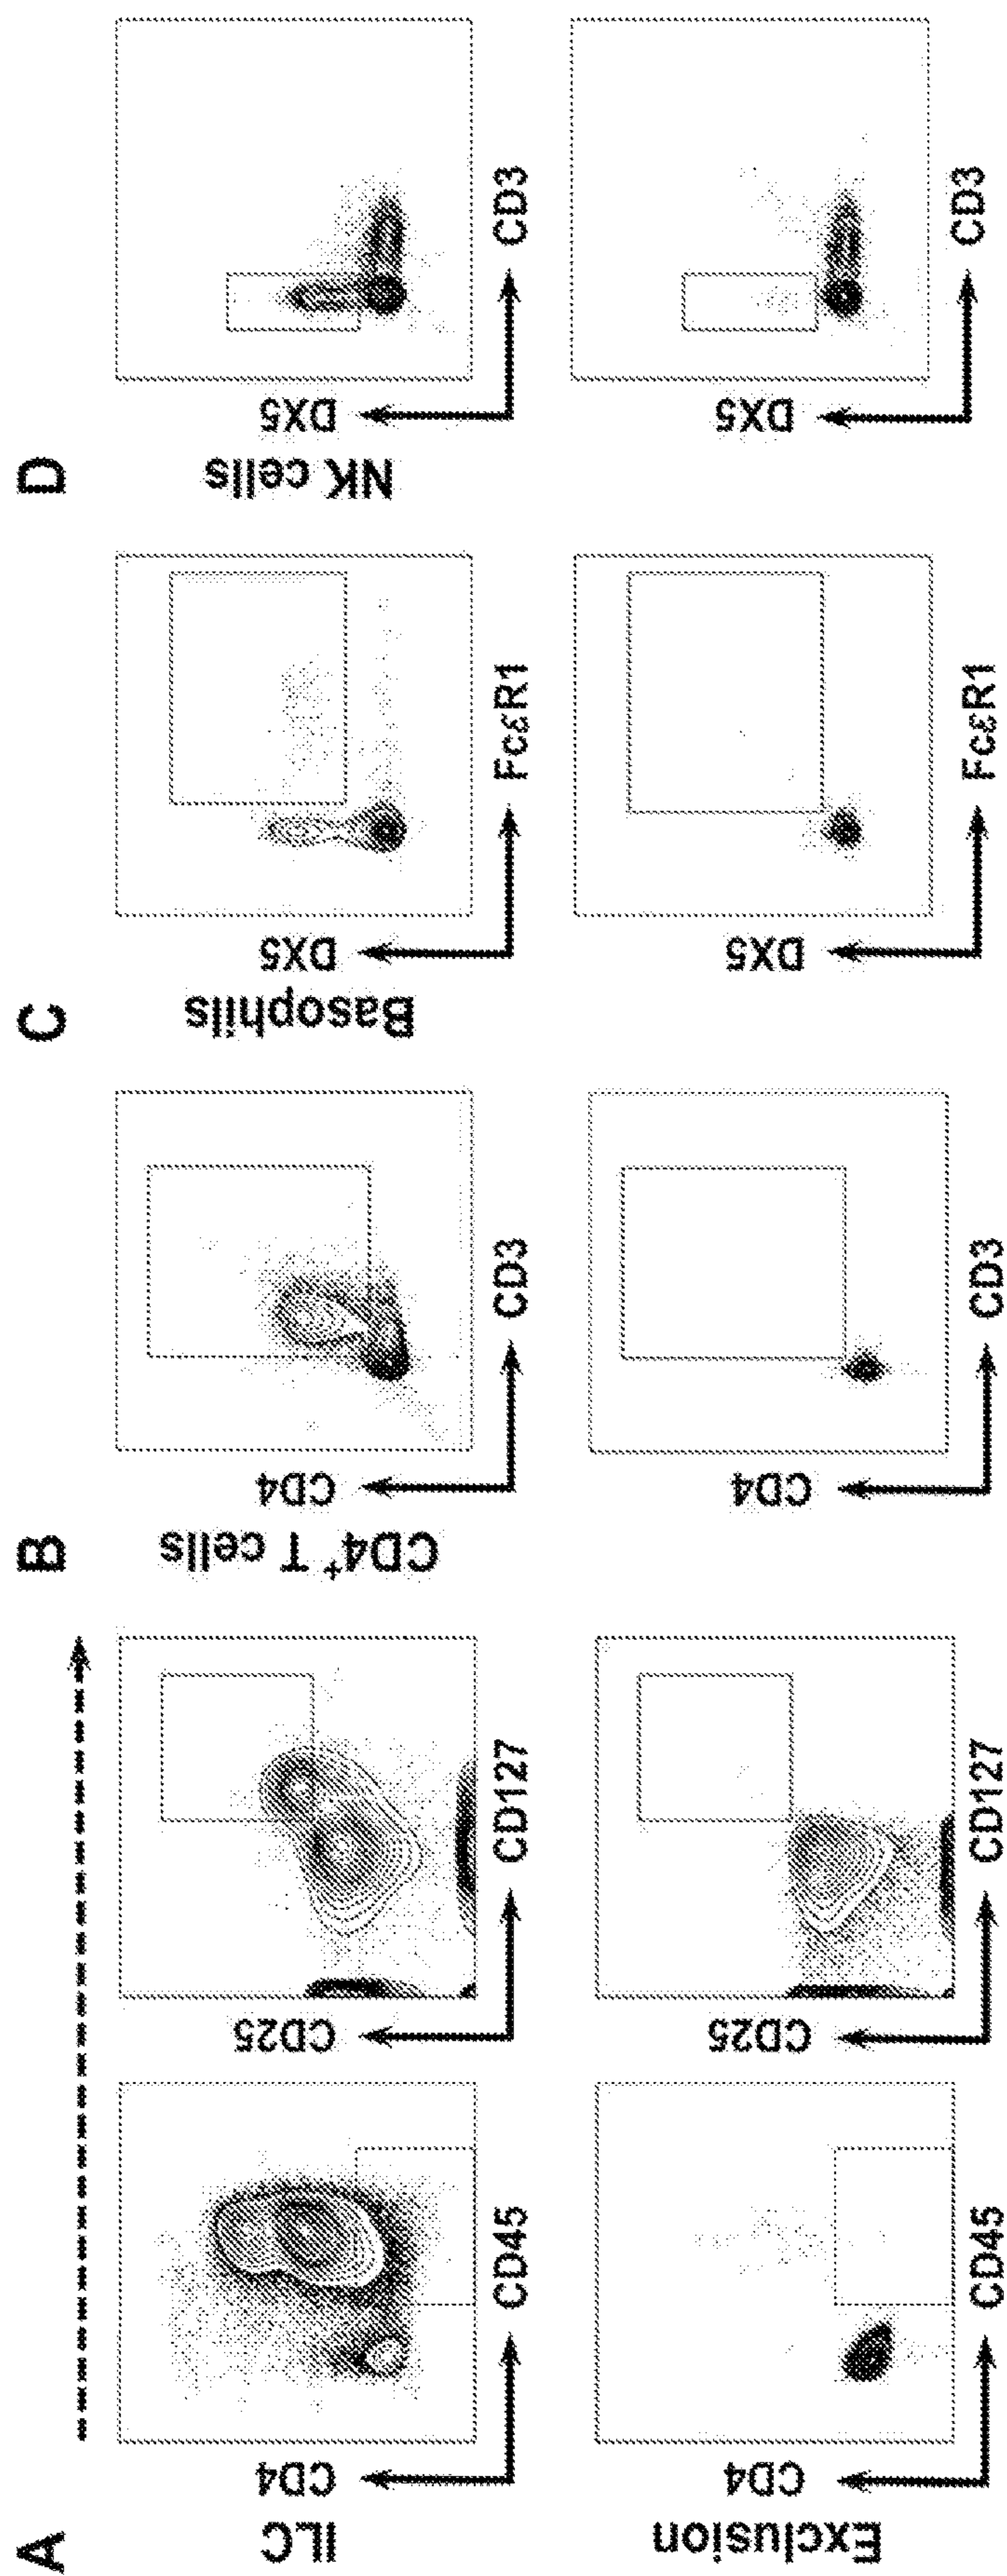 A
ILC
CD4
CD45
CD25
CD127
Exclusion
CD4
CD45
CD25
CD127
B
CD4⁺ T cells
CD4
CD3
CD4
CD3
C
Basophils
DX5
FcεR1
DX5
FcεR1
D
NK cells
DX5
CD3
DX5
CD3